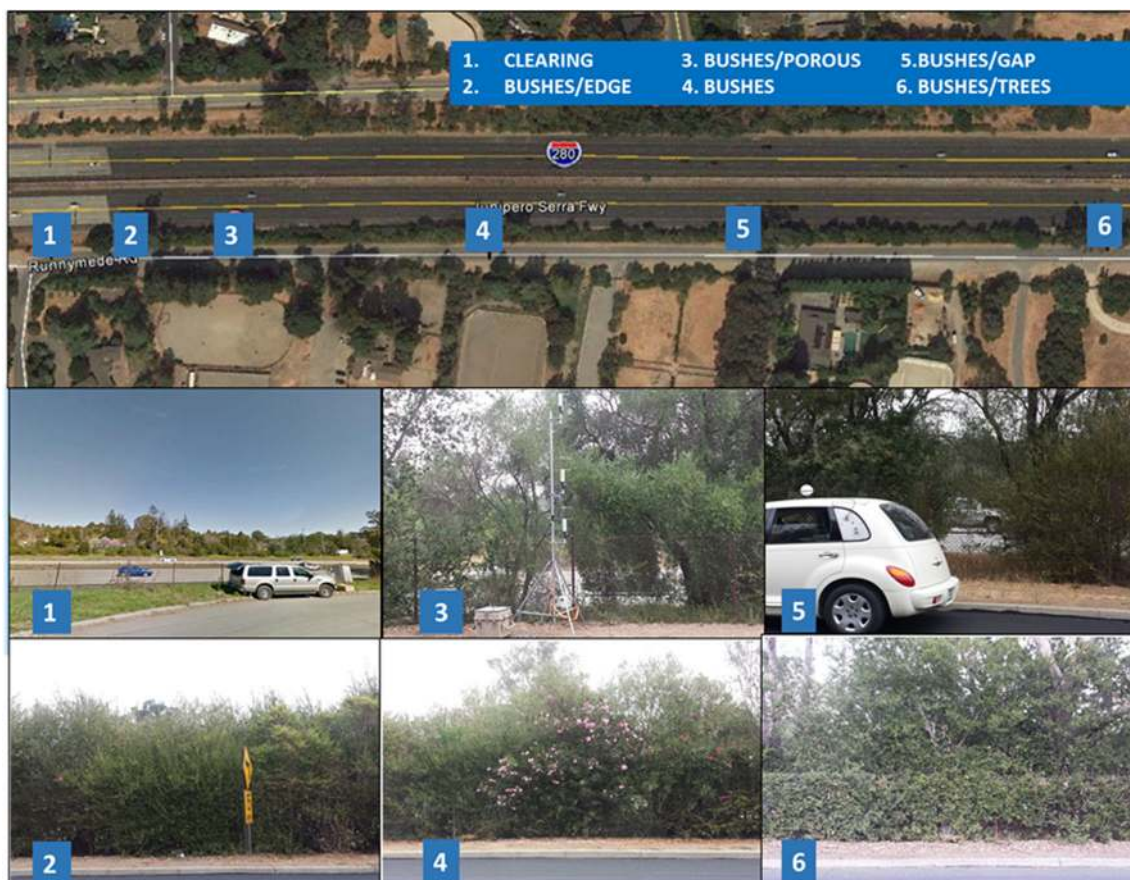 1. CLEARING 3. BUSHES/POROUS 5.BUSHES/GAP
2. BUSHES/EDGE 4. BUSHES 6. BUSHES/TREES
280
Junipero Serra Fwy
1 2 3 4 5 6
Runnymede Rd
1 3 5
2 4 6